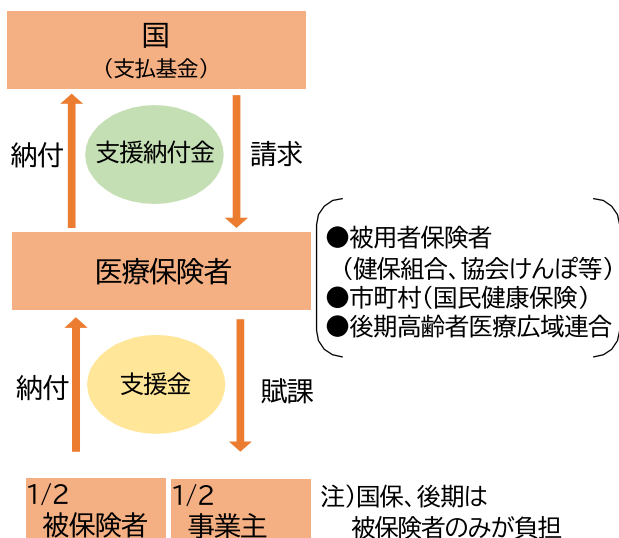 国
（支払基金）
納付
支援納付金
請求
医療保険者
●被用者保険者
（健保組合、協会けんぽ等）
●市町村（国民健康保険）
●後期高齢者医療広域連合
納付
支援金
賦課
1/2
被保険者
1/2
事業主
注）国保、後期は
被保険者のみが負担